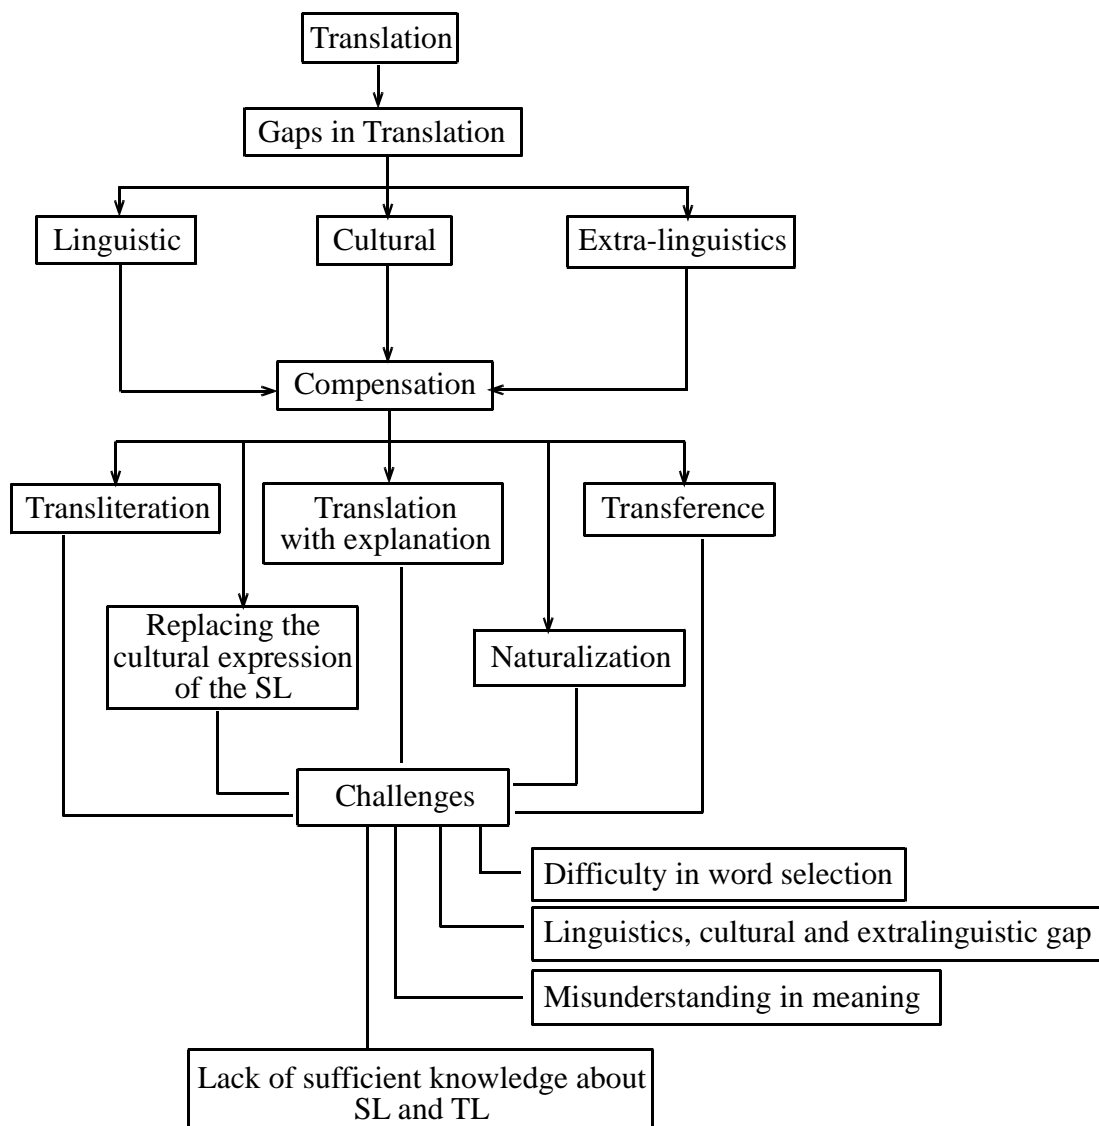 Translation
Gaps in Translation
Linguistic
Cultural
Extra-linguistics
Compensation
Transliteration
Translation
with explanation
Transference
Replacing the
cultural expression
of the SL
Naturalization
Challenges
Difficulty in word selection
Linguistics, cultural and extralinguistic gap
Misunderstanding in meaning
Lack of sufficient knowledge about
SL and TL